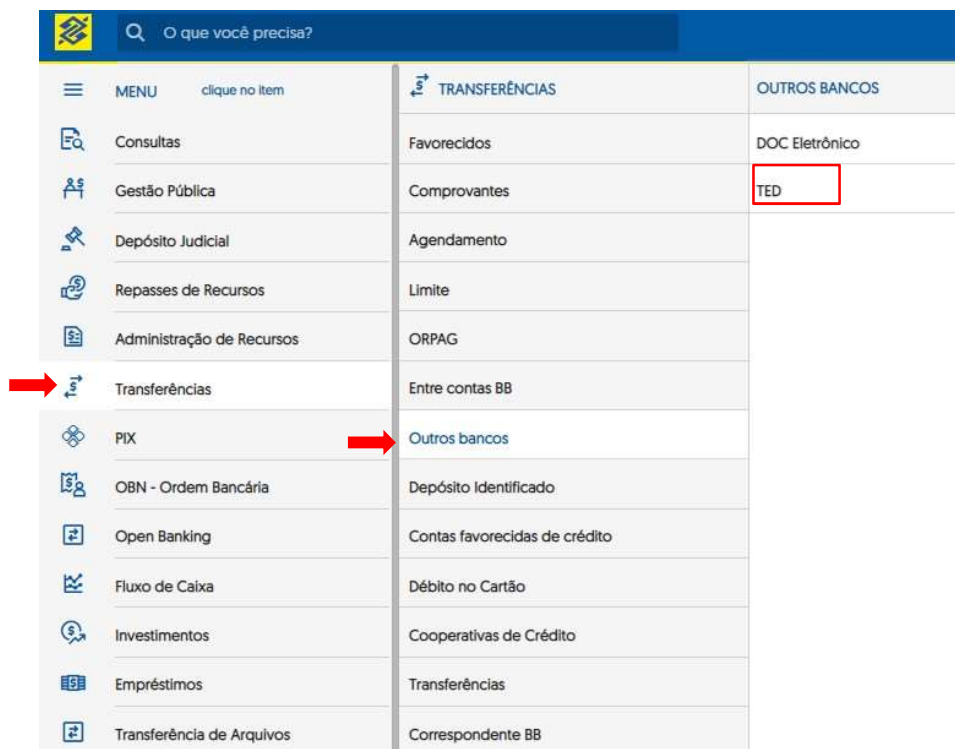 O que você precisa?
MENU clique no item
Consultas
Gestão Pública
Depósito Judicial
Repasses de Recursos
Administração de Recursos
Transferências
PIX
OBN - Ordem Bancária
Open Banking
Fluxo de Caixa
Investimentos
Empréstimos
Transferência de Arquivos
TRANSFERÊNCIAS
Favorecidos
Comprovantes
Agendamento
Limite
ORPAG
Entre contas BB
Outros bancos
Depósito Identificado
Contas favorecidas de crédito
Débito no Cartão
Cooperativas de Crédito
Transferências
Correspondente BB
OUTROS BANCOS
DOC Eletrônico
TED